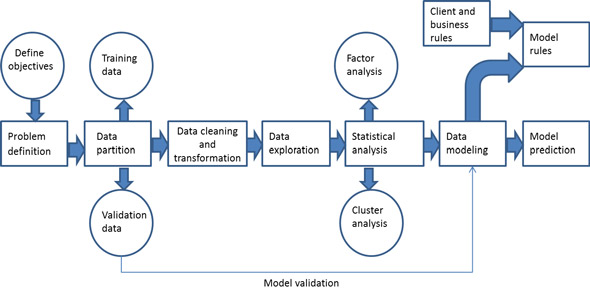 Client and
business
rules
Model
rules
Define
objectives
Training
data
Factor
analysis
Problem
definition
Data
partition
Data cleaning
and
transformation
Data
exploration
Statistical
analysis
Data
modeling
Model
prediction
Validation
data
Cluster
analysis
Model validation